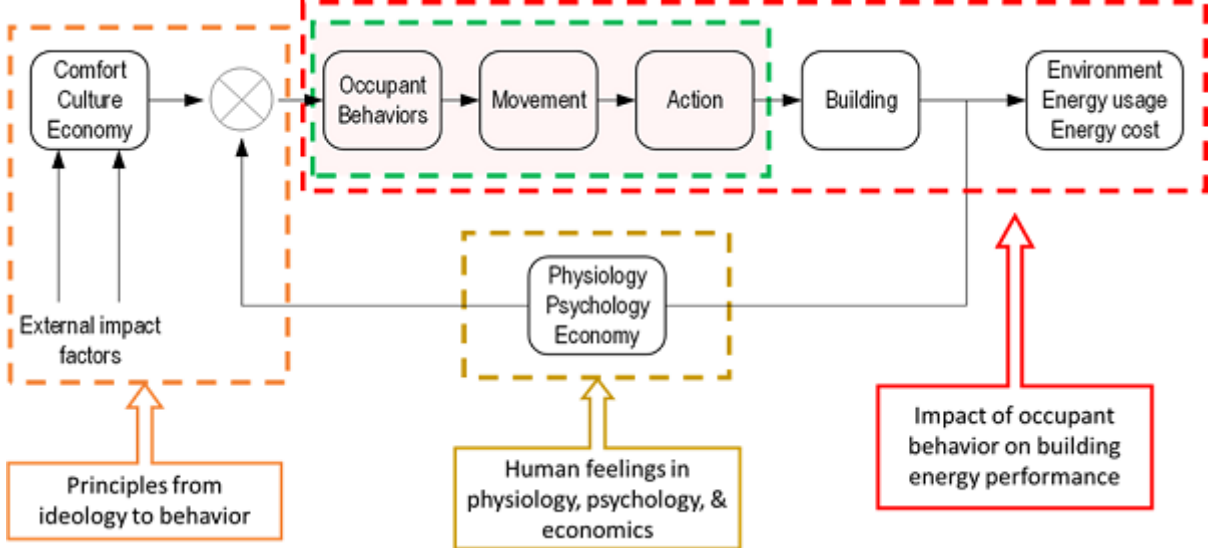 Comfort
Culture
Economy
Occupant
Behaviors
Movement
Action
Building
Environment
Energy usage
Energy cost
Physiology
Psychology
Economy
External impact
factors
Principles from
ideology to behavior
Human feelings in
physiology, psychology, &
economics
Impact of occupant
behavior on building
energy performance